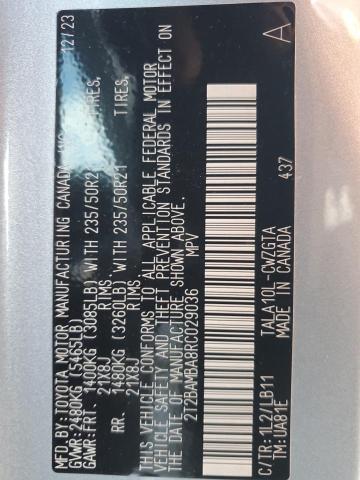 MFD BY:TOYOTA MOTOR MANUFACTURING CANADA INC. 12/23
GVWR:2480KG (5465LB)
GAWR:FRT 1400KG (3085LB) WITH 235/50R21 TIRES,
21X8J RIMS
RR. 1480KG (3260LB) WITH 235/50R21 TIRES,
21X8J RIMS
THIS VEHICLE CONFORMS TO ALL APPLICABLE FEDERAL MOTOR
VEHICLE SAFETY AND THEFT PREVENTION STANDARDS IN EFFECT ON
THE DATE OF MANUFACTURE SHOWN ABOVE.
2T2BAMBA8RC029036 MPV A
437
C/TR:1L2/LB11 TALA10L-CWZGTA
TM:UA81E MADE IN CANADA